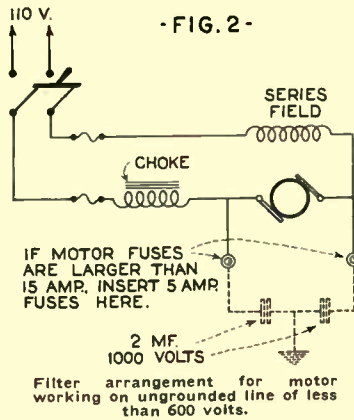 110 V.
- FIG. 2 -
SERIES
FIELD
CHOKE
IF MOTOR FUSES
ARE LARGER THAN
15 AMP. INSERT 5 AMP.
FUSES HERE.
2 MF.
1000 VOLTS
Filter arrangement for motor
working on ungrounded line of less
than 600 volts.